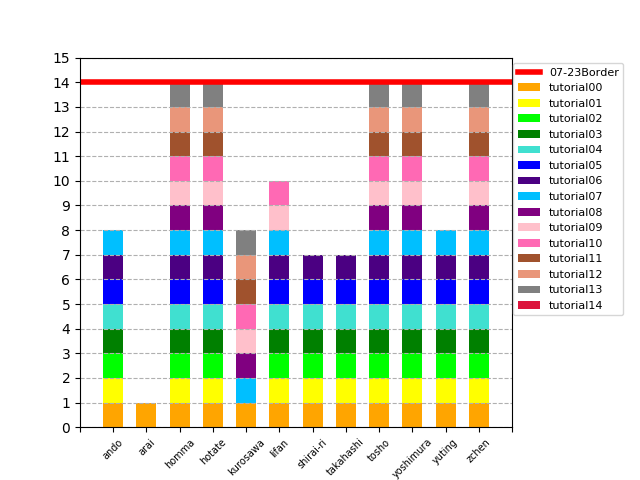 15
14
13
12
11
10
9
8
7
6
5
4
3
2
1
0
ando
arai
homma
hotate
kurosawa
lifan
shirai-ri
takahashi
tosho
yoshimura
yuting
zchen
07-23Border
tutorial00
tutorial01
tutorial02
tutorial03
tutorial04
tutorial05
tutorial06
tutorial07
tutorial08
tutorial09
tutorial10
tutorial11
tutorial12
tutorial13
tutorial14